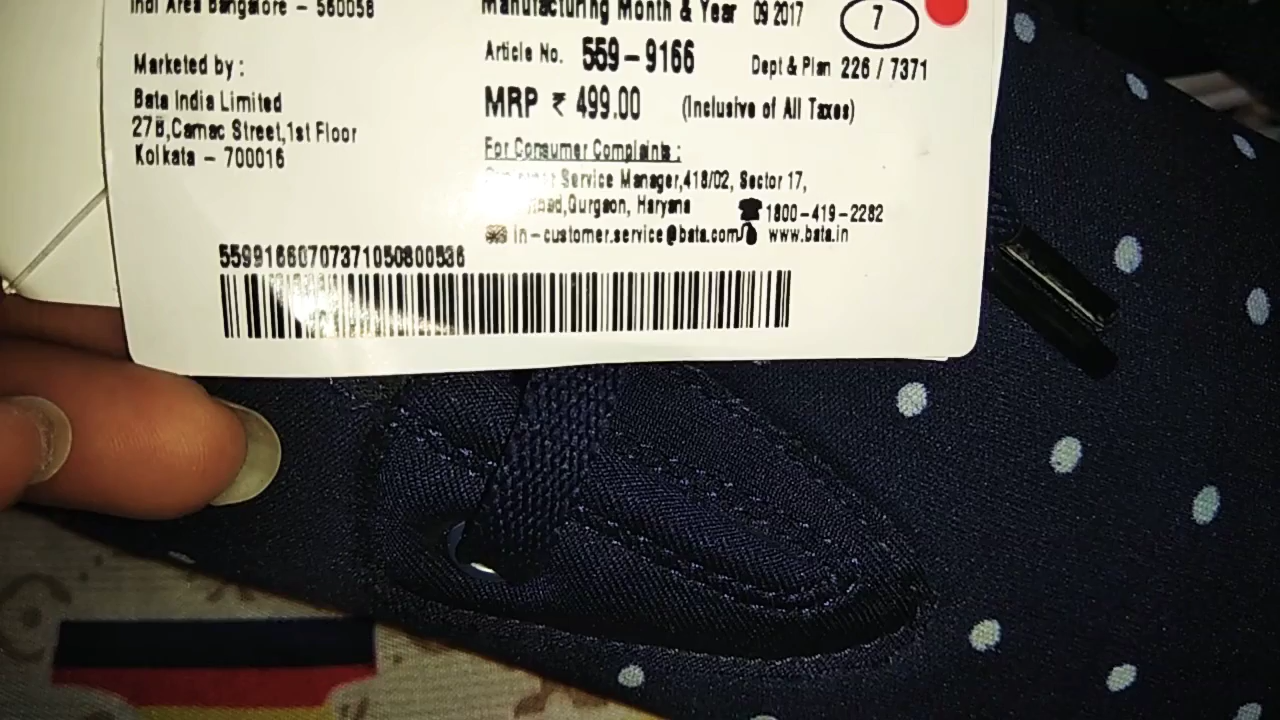 Indl Area Bangalore - 560058
Marketed by :
Bata India Limited
27B,Camac Street,1st Floor
Kolkata - 700016
Manufacturing Month & Year 09 2017
7
Article No. 559-9166
Dept & Plan 226 / 7371
MRP ₹ 499.00 (Inclusive of All Taxes)
For Consumer Complaints :
Service Manager,418/02, Sector 17,
Gurgaon, Haryana 1800-419-2282
in-customer.service@bata.com www.bata.in
55991660707371050800536